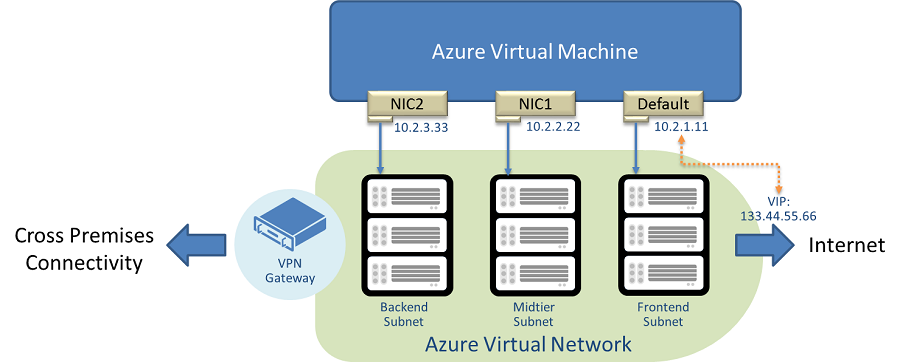 Azure Virtual Machine
NIC2
NIC1
Default
10.2.3.33
10.2.2.22
10.2.1.11
VIP:
133.44.55.66
Cross Premises
Connectivity
VPN
Gateway
Internet
Backend
Subnet
Midtier
Subnet
Frontend
Subnet
Azure Virtual Network